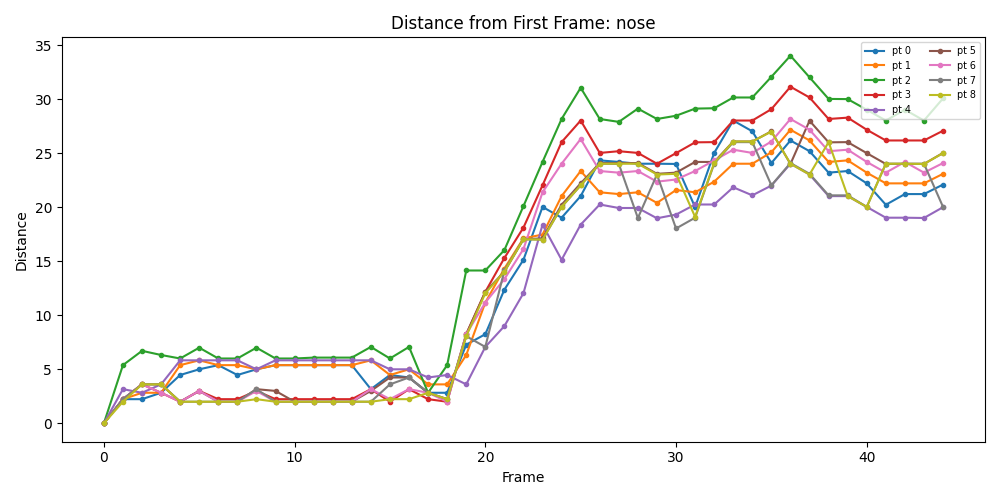 Distance from First Frame: nose
35
30
25
20
15
10
5
0
Distance
0 10 20 30 40
Frame
pt 0 pt 5
pt 1 pt 6
pt 2 pt 7
pt 3 pt 8
pt 4